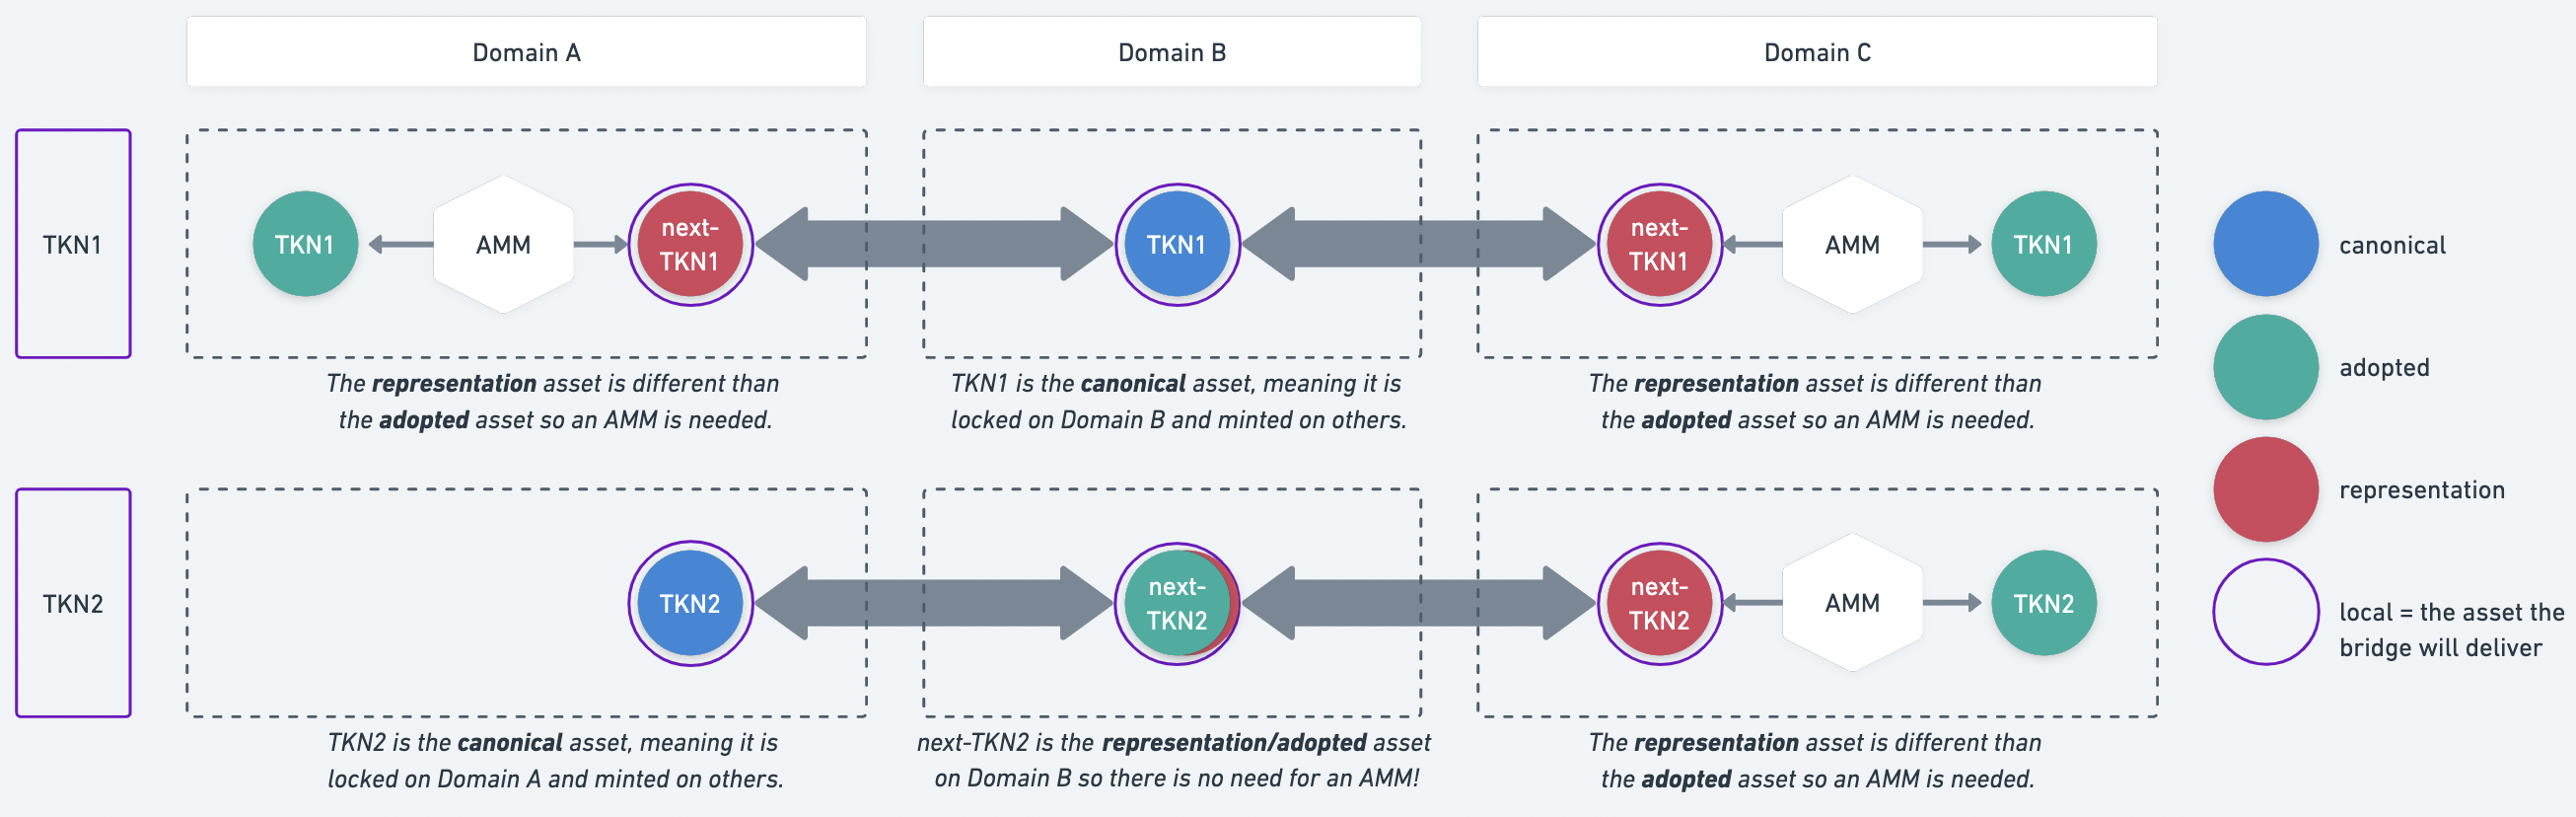 Domain A
Domain B
Domain C
TKN1
TKN1
AMM
next-
TKN1
TKN1
next-
TKN1
AMM
TKN1
The representation asset is different than
the adopted asset so an AMM is needed.
TKN1 is the canonical asset, meaning it is
locked on Domain B and minted on others.
The representation asset is different than
the adopted asset so an AMM is needed.
TKN2
TKN2
next-
TKN2
next-
TKN2
AMM
TKN2
TKN2 is the canonical asset, meaning it is
locked on Domain A and minted on others.
next-TKN2 is the representation/adopted asset
on Domain B so there is no need for an AMM!
The representation asset is different than
the adopted asset so an AMM is needed.
canonical
adopted
representation
local = the asset the
bridge will deliver